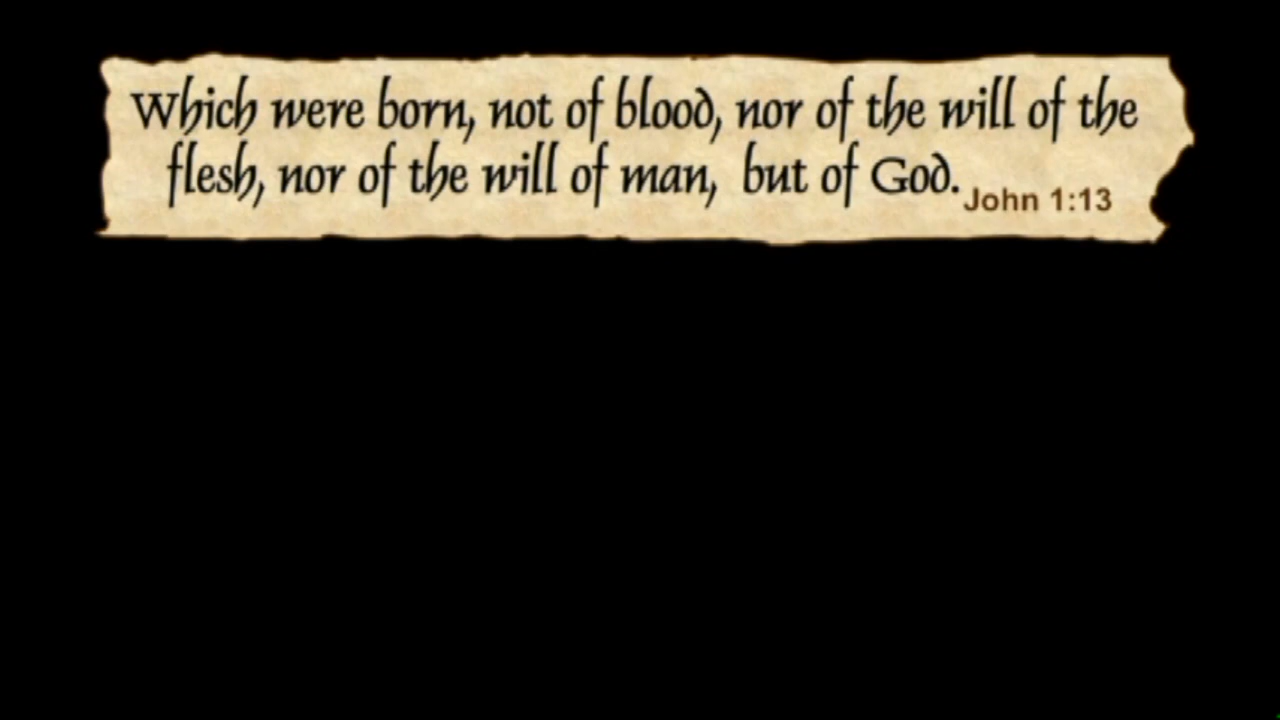 Which were born, not of blood, nor of the will of the
flesh, nor of the will of man, but of God.
John 1:13